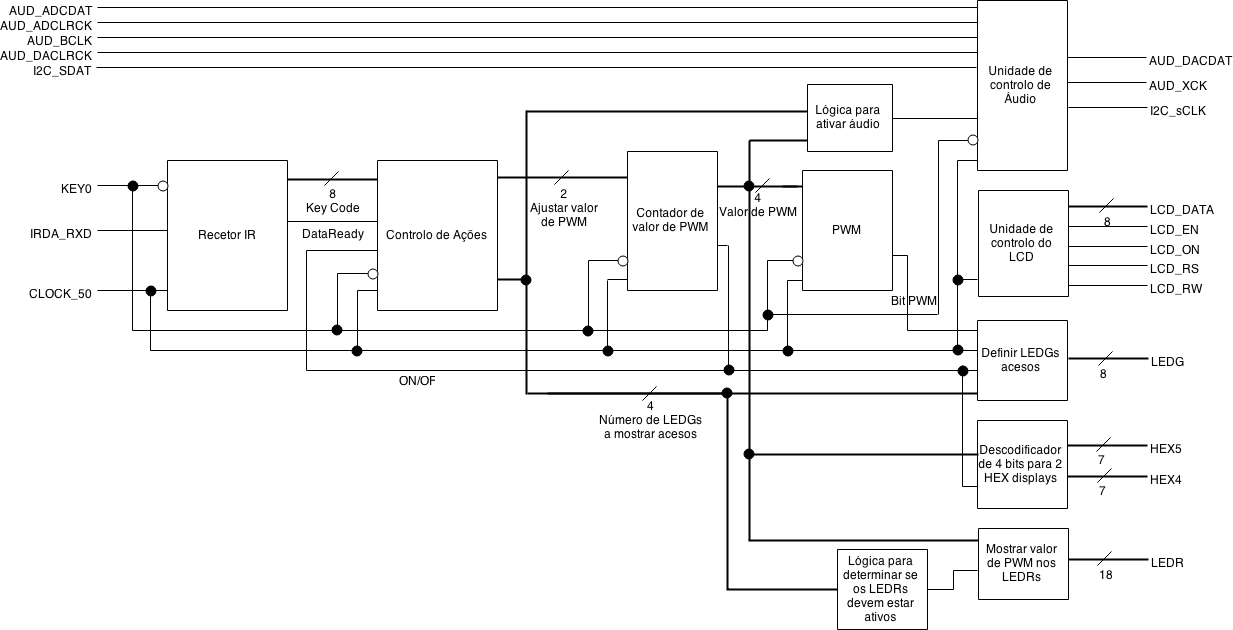 AUD_ADCDAT
AUD_ADCLRCK
AUD_BCLK
AUD_DACLRCK
I2C_SDAT
Unidade de
controlo de
Áudio
AUD_DACDAT
AUD_XCK
I2C_sCLK
Lógica para
ativar áudio
KEY0
IRDA_RXD
CLOCK_50
Recetor IR
8
Key Code
DataReady
Controlo de Ações
2
Ajustar valor
de PWM
Contador de
valor de PWM
4
Valor de PWM
PWM
Bit PWM
Unidade de
controlo do
LCD
8
LCD_DATA
LCD_EN
LCD_ON
LCD_RS
LCD_RW
ON/OF
4
Número de LEDGs
a mostrar acesos
Definir LEDGs
acesos
8
LEDG
Descodificador
de 4 bits para 2
HEX displays
7
HEX5
7
HEX4
Lógica para
determinar se
os LEDRs
devem estar
ativos
Mostrar valor
de PWM nos
LEDRs
18
LEDR